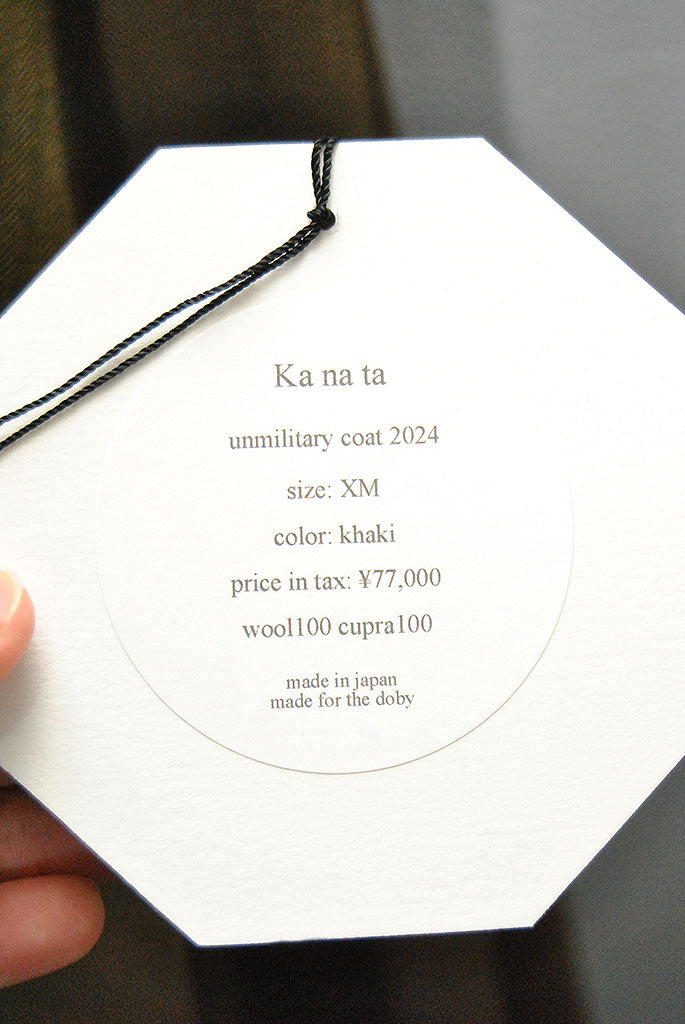 Ka na ta
unmilitary coat 2024
size: XM
color: khaki
price in tax: ¥77,000
wool100 cupra100
made in japan
made for the doby